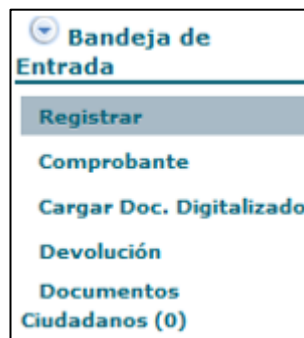 Bandeja de
Entrada
Registrar
Comprobante
Cargar Doc. Digitalizado
Devolución
Documentos
Ciudadanos (0)